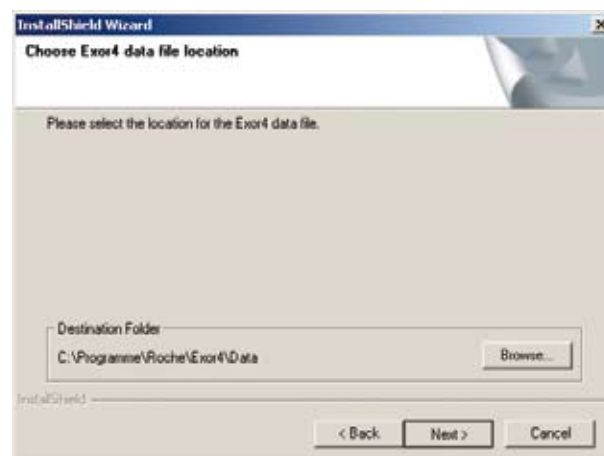 InstallShield Wizard
Choose Exor4 data file location
Please select the location for the Exor4 data file.
Destination Folder
C:\Programme\Roche\Exor4\Data
Browse...
InstallShield
< Back
Next >
Cancel